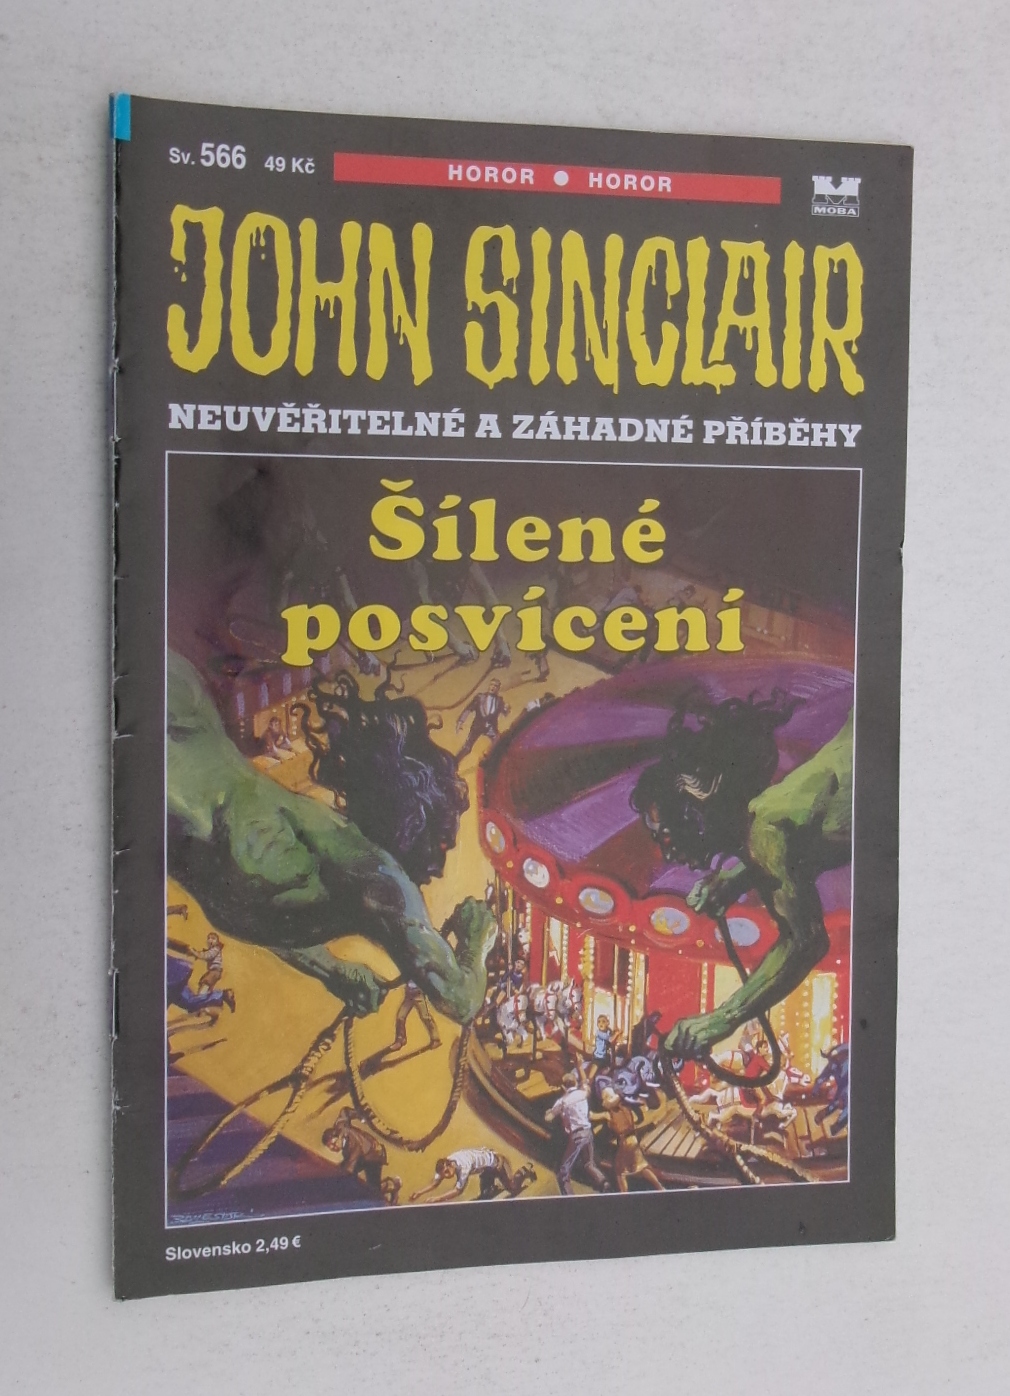 Sv. 566 49 Kč
HOROR ● HOROR
MOBA
JOHN SINCLAIR
NEUVĚŘITELNÉ A ZÁHADNÉ PŘÍBĚHY
Šílené
posvícení
Slovensko 2,49 €